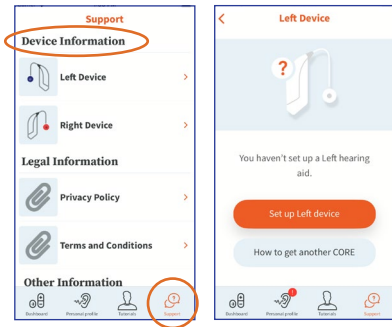 Support
Device Information
Left Device
Right Device
Legal Information
Privacy Policy
Terms and Conditions
Other Information
Dashboard
Personal profile
Tutorials
Support
Left Device
?
You haven't set up a Left hearing
aid.
Set up Left device
How to get another CORE
Dashboard
Personal profile
Tutorials
Support